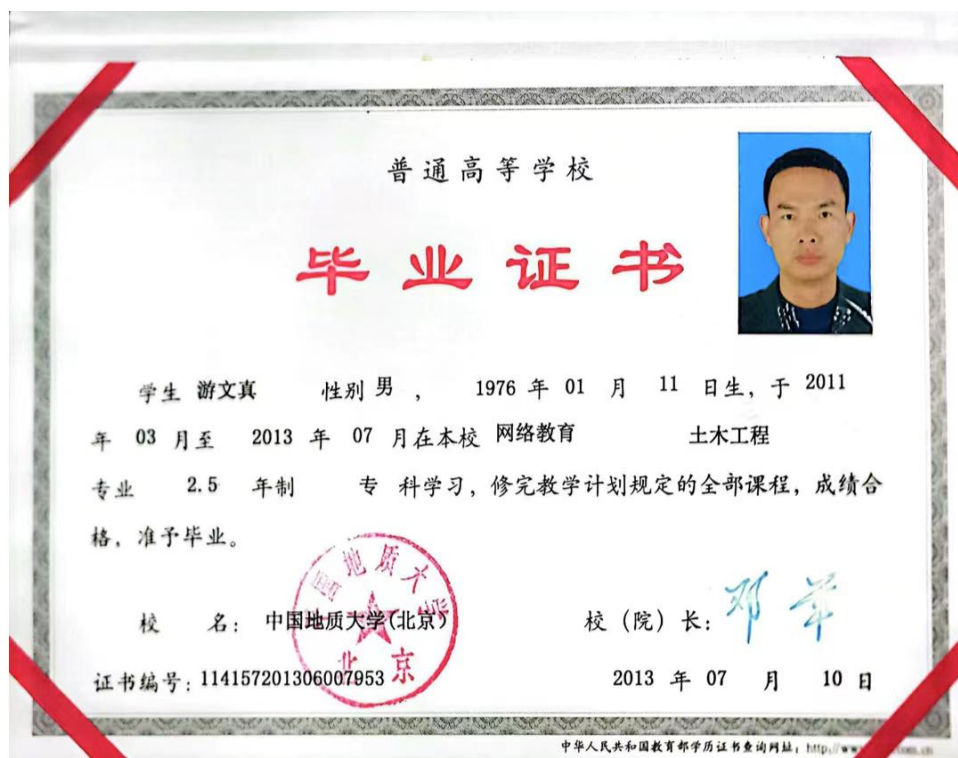 普通高等学校
毕业证书
学生 游文真 性别 男 , 1976 年 01 月 11 日生, 于 2011
年 03 月至 2013 年 07 月在本校 网络教育 土木工程
专业 2.5 年制 专 科学习, 修完教学计划规定的全部课程, 成绩合
格, 准予毕业。
校 名: 中国地质大学(北京) 校 (院) 长:
证书编号: 114157201306007953 2013 年 07 月 10 日
地质大学
北京
中华人民共和国教育部学历证书查询网址: http://